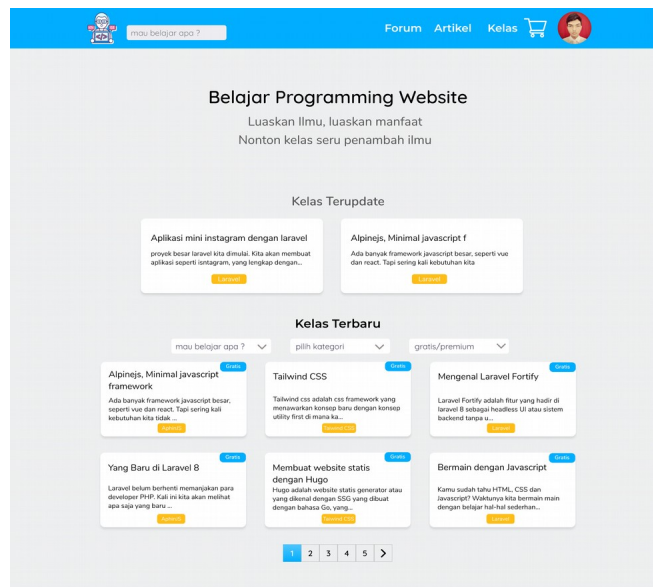 mau belajar apa ?
Forum Artikel Kelas
Belajar Programming Website
Luaskan Ilmu, luaskan manfaat
Nonton kelas seru penambah ilmu
Kelas Terupdate
Aplikasi mini instagram dengan laravel
proyek besar laravel kita dimulai. Kita akan membuat
aplikasi seperti isntagram, yang lengkap dengan...
Laravel
Alpinejs, Minimal javascript f
Ada banyak framework javascript besar, seperti vue
dan react. Tapi sering kali kebutuhan kita
Laravel
Kelas Terbaru
mau belajar apa ?
pilih kategori
gratis/premium
Gratis
Alpinejs, Minimal javascript
framework
Ada banyak framework javascript besar,
seperti vue dan react. Tapi sering kali
kebutuhan kita tidak ...
AplineJS
Gratis
Tailwind CSS
Tailwind css adalah css framework yang
menawarkan konsep baru dengan konsep
utility first di mana ka...
Tailwind CSS
Gratis
Mengenal Laravel Fortify
Laravel Fortify adalah fitur yang hadir di
laravel 8 sebagai headless UI atau sistem
backend tanpa u...
Laravel
Gratis
Yang Baru di Laravel 8
Laravel belum berhenti memanjakan para
developer PHP. Kali ini kita akan melihat
apa saja yang baru ...
AplineJS
Gratis
Membuat website statis
dengan Hugo
Hugo adalah website statis generator atau
yang dikenal dengan SSG yang dibuat
dengan bahasa Go, yang...
Tailwind CSS
Gratis
Bermain dengan Javascript
Kamu sudah tahu HTML, CSS dan
Javascript? Waktunya kita bermain main
dengan belajar hal-hal sederhan...
Laravel
1 2 3 4 5